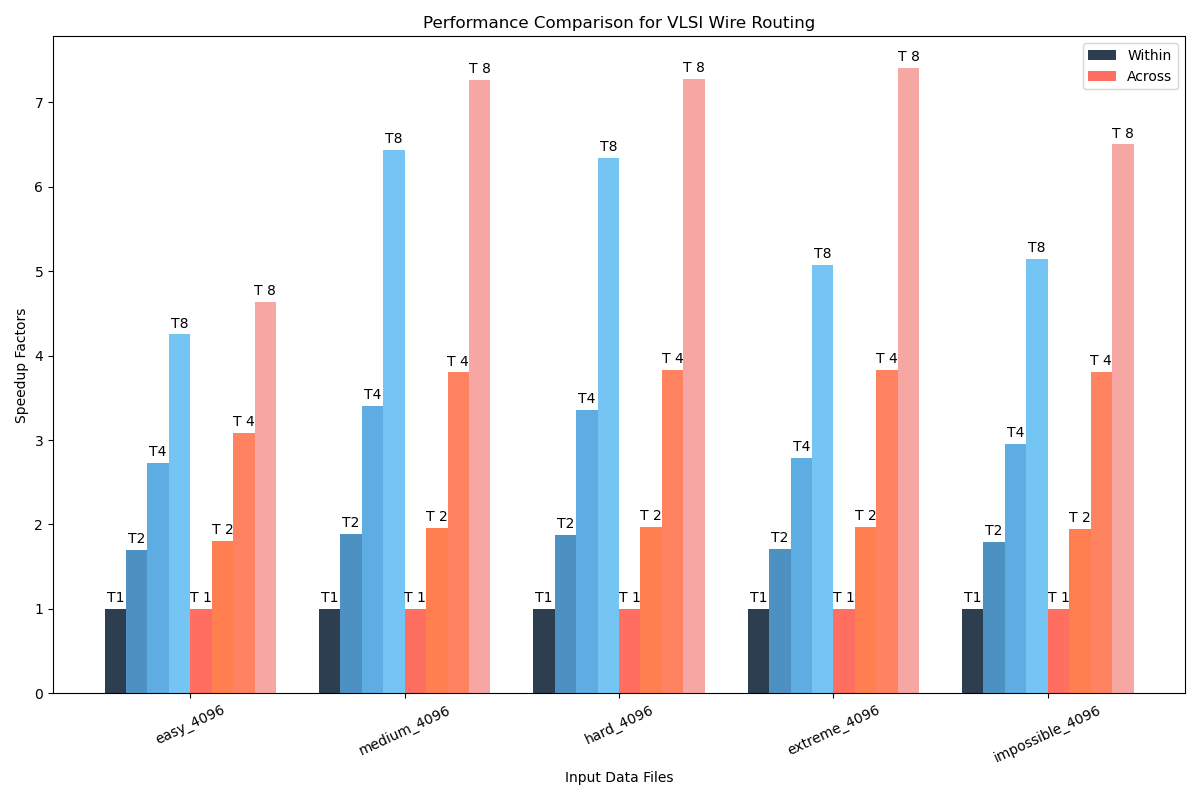 Performance Comparison for VLSI Wire Routing
Within
Across
Speedup Factors
7
6
5
4
3
2
1
0
T1
T2
T4
T8
T 1
T 2
T 4
T 8
T1
T2
T4
T8
T 1
T 2
T 4
T 8
T1
T2
T4
T8
T 1
T 2
T 4
T 8
T1
T2
T4
T8
T 1
T 2
T 4
T 8
T1
T2
T4
T8
T 1
T 2
T 4
T 8
easy_4096
medium_4096
hard_4096
extreme_4096
impossible_4096
Input Data Files